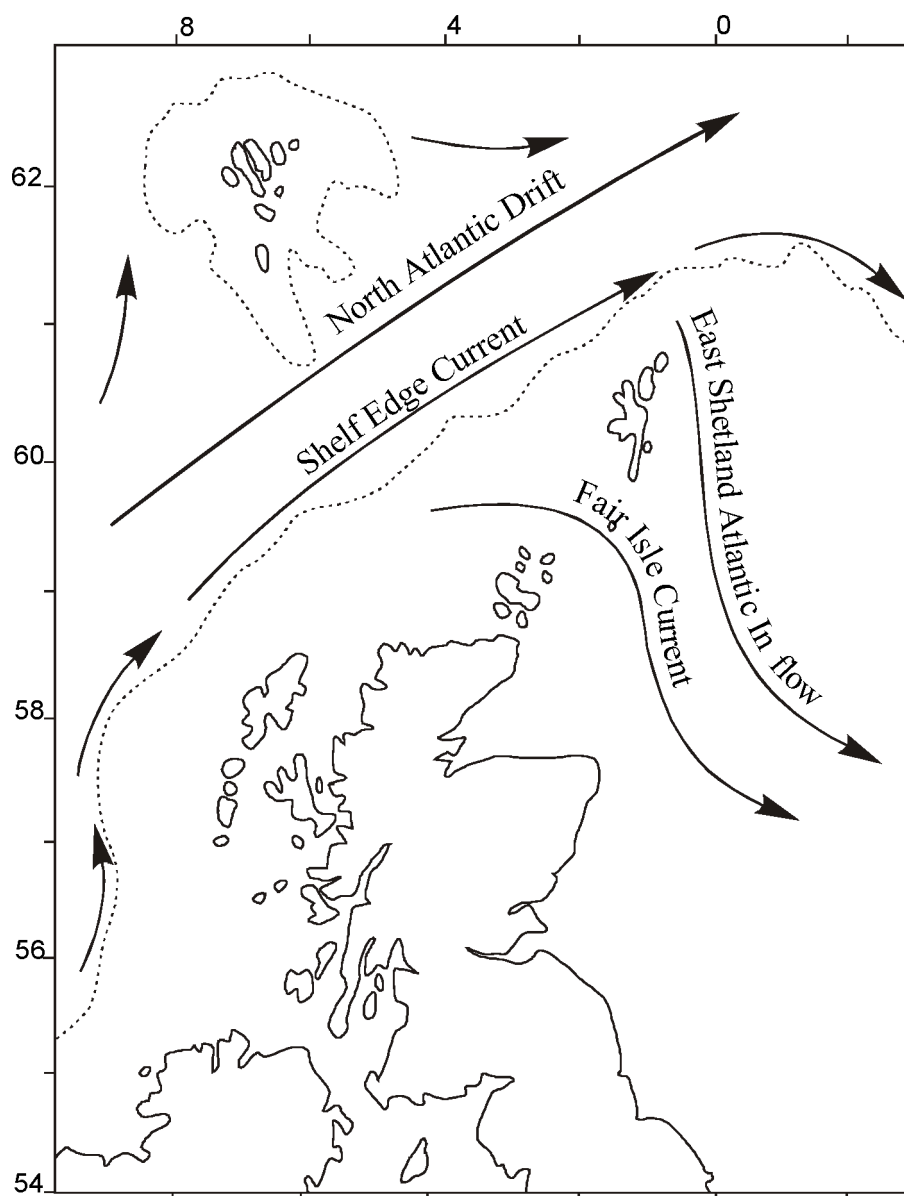 8 4 0
62
North Atlantic Drift
Shelf Edge Current
East Shetland Atlantic In flow
60
Fair Isle Current
58
56
54